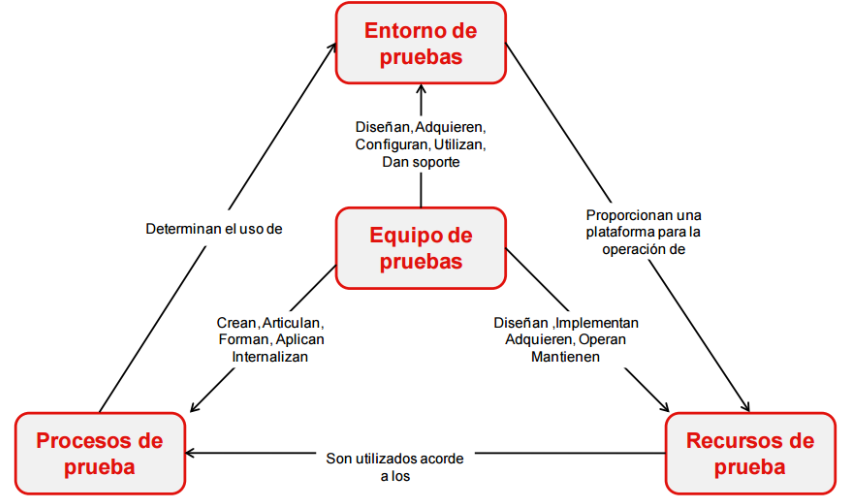 Entorno de
pruebas
Diseñan, Adquieren,
Configuran, Utilizan,
Dan soporte
Determinan el uso de
Proporcionan una
plataforma para la
operación de
Equipo de
pruebas
Crean, Articulan,
Forman, Aplican
Internalizan
Diseñan ,Implementan
Adquieren, Operan
Mantienen
Procesos de
prueba
Son utilizados acorde
a los
Recursos de
prueba